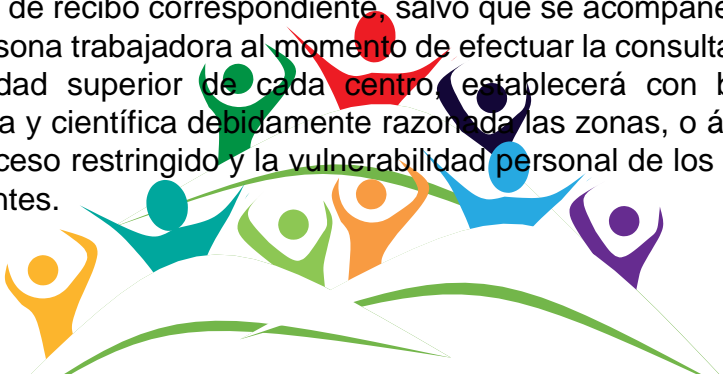 de recibo correspondiente, salvo que se acompañe
sona trabajadora al momento de efectuar la consulta
dad superior de cada centro, establecerá con b
a y científica debidamente razonada las zonas, o á
ceso restringido y la vulnerabilidad personal de los
ntes.